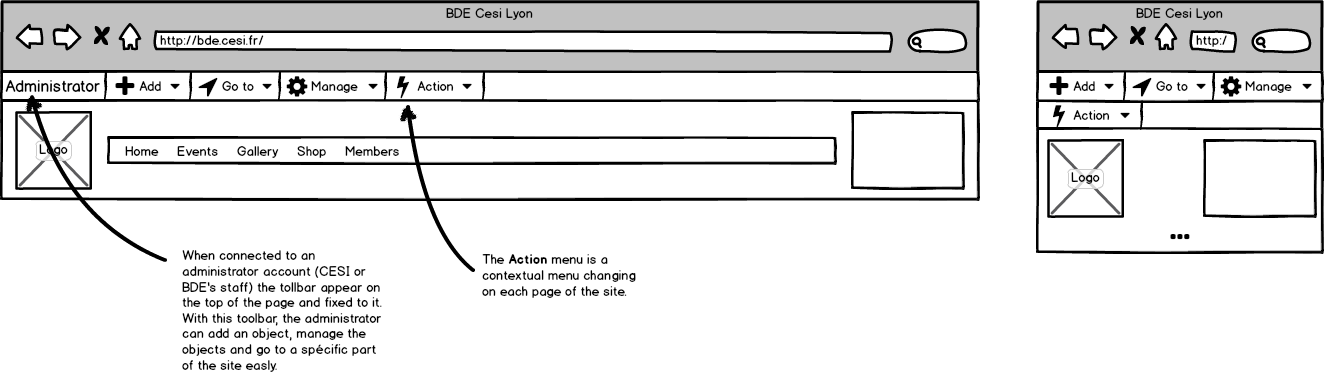 BDE Cesi Lyon
http://bde.cesi.fr/
Administrator Add Go to Manage Action
Logo
Home Events Gallery Shop Members
When connected to an
administrator account (CESI or
BDE's staff) the tollbar appear on
the top of the page and fixed to it.
With this toolbar, the administrator
can add an object, manage the
objects and go to a spécific part
of the site easly.
The Action menu is a
contextual menu changing
on each page of the site.
BDE Cesi Lyon
http:/
Add Go to Manage
Action
Logo
...